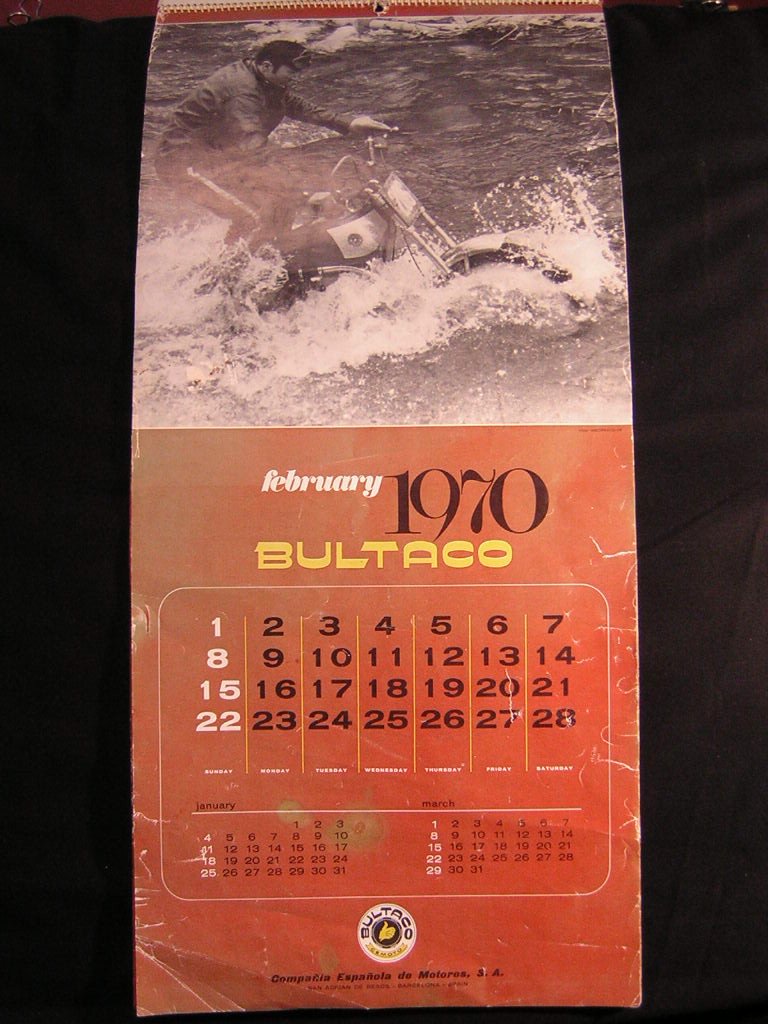 february 1970
BULTACO
1 2 3 4 5 6 7
8 9 10 11 12 13 14
15 16 17 18 19 20 21
22 23 24 25 26 27 28
SUNDAY MONDAY TUESDAY WEDNESDAY THURSDAY FRIDAY SATURDAY
january
1 2 3
4 5 6 7 8 9 10
11 12 13 14 15 16 17
18 19 20 21 22 23 24
25 26 27 28 29 30 31
march
1 2 3 4 5 6 7
8 9 10 11 12 13 14
15 16 17 18 19 20 21
22 23 24 25 26 27 28
29 30 31
BULTACO
CEMOTO
Compañia Española de Motores, S. A.
SAN ADRIAN DE BESOS - BARCELONA - SPAIN